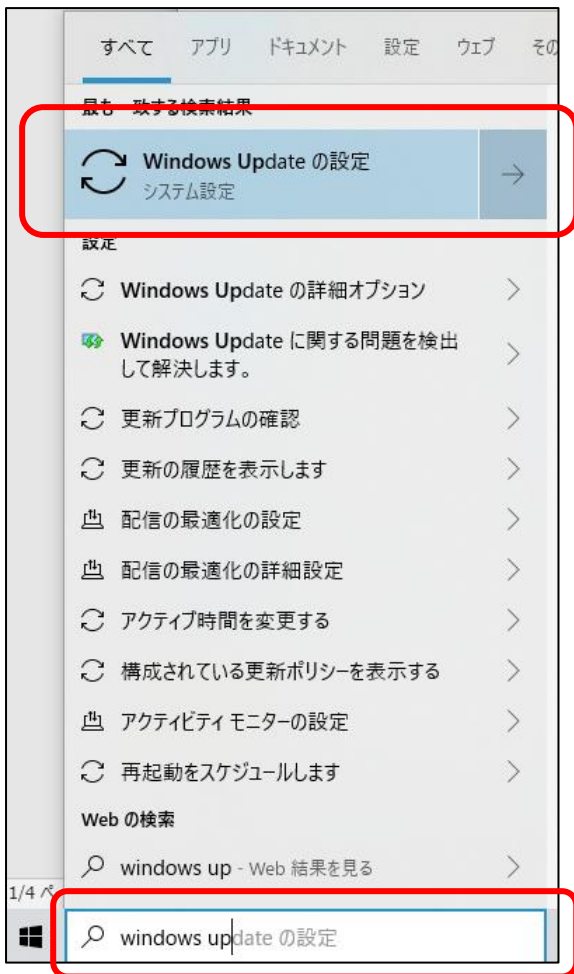 すべて アプリ ドキュメント 設定 ウェブ その
最も一致する検索結果
Windows Update の設定
システム設定
設定
Windows Update の詳細オプション
Windows Update に関する問題を検出
して解決します。
更新プログラムの確認
更新の履歴を表示します
配信の最適化の設定
配信の最適化の詳細設定
アクティブ時間を変更する
構成されている更新ポリシーを表示する
アクティビティ モニターの設定
再起動をスケジュールします
Web の検索
windows up - Web 結果を見る
1/4 ペ
windows update の設定